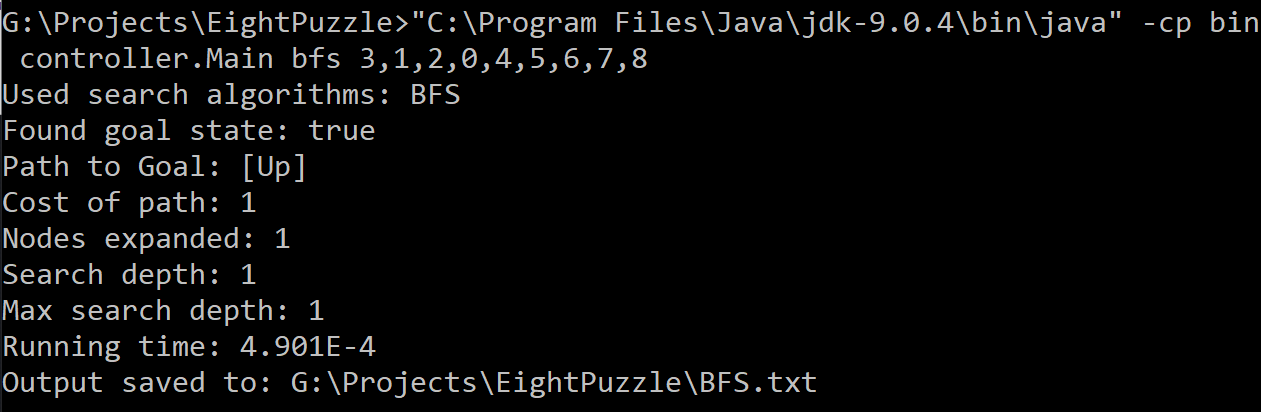 G:\Projects\EightPuzzle>"C:\Program Files\Java\jdk-9.0.4\bin\java" -cp bin
 controller.Main bfs 3,1,2,0,4,5,6,7,8
Used search algorithms: BFS
Found goal state: true
Path to Goal: [Up]
Cost of path: 1
Nodes expanded: 1
Search depth: 1
Max search depth: 1
Running time: 4.901E-4
Output saved to: G:\Projects\EightPuzzle\BFS.txt